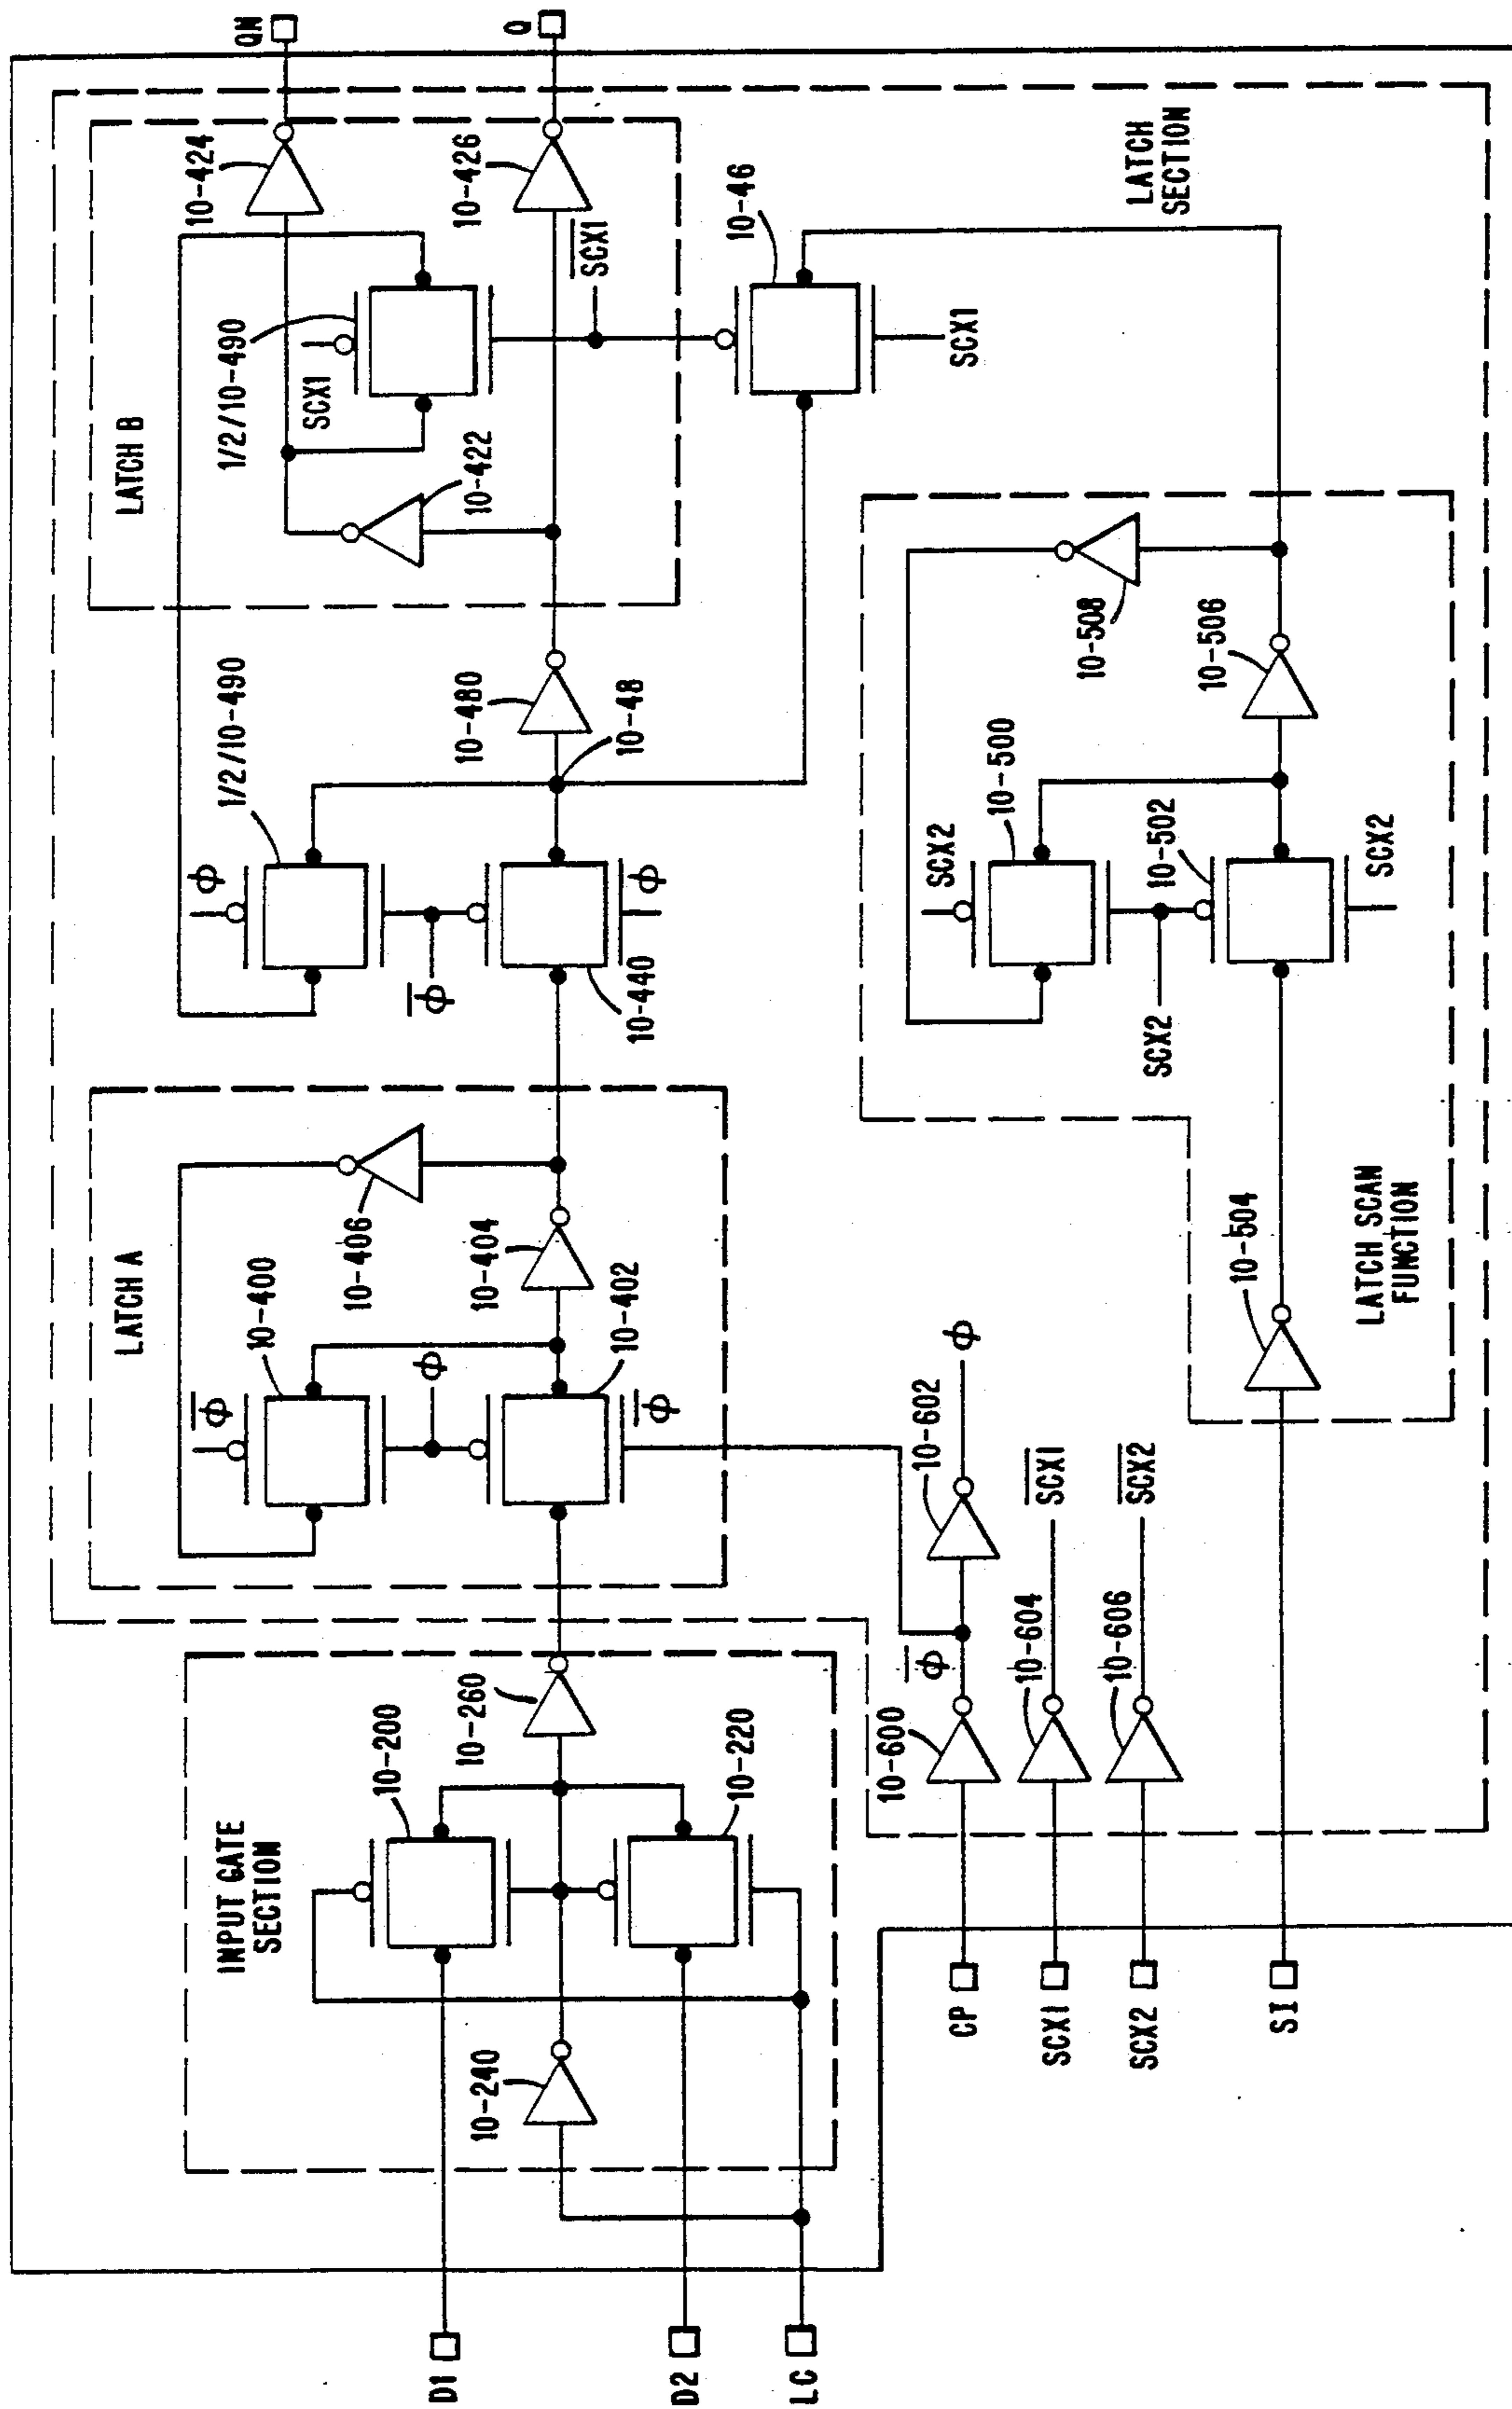 INPUT GATE
SECTION
D1
D2
LC
10-240
10-200
10-220
10-260
LATCH A
10-400
10-402
10-404
10-406
Φ̅
Φ
Φ̅
LATCH B
1/2/10-490
Φ
Φ̅
Φ
10-440
10-480
10-48
1/2/10-490
SCX1
10-422
10-424
10-426
S̅C̅X̅1̅
QN
Q
10-46
SCX1
LATCH
SECTION
CP
SCX1
SCX2
SI
10-600
Φ̅
10-602
Φ
10-604
S̅C̅X̅1̅
10-606
S̅C̅X̅2̅
10-504
LATCH SCAN
FUNCTION
SCX2
10-500
SCX2
10-502
SCX2
10-506
10-508